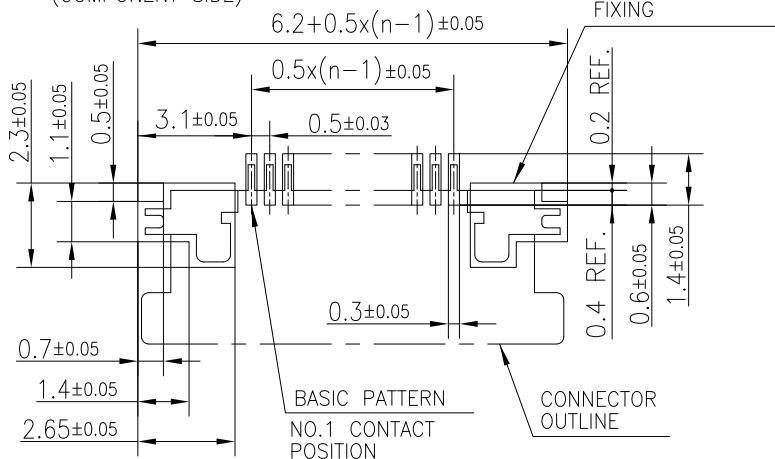 (COMPONENT SIDE)
6.2+0.5x(n-1)±0.05
FIXING
0.5x(n-1)±0.05
3.1±0.05
0.5±0.03
2.3±0.05
1.1±0.05
0.5±0.05
0.2 REF.
0.4 REF.
0.6±0.05
1.4±0.05
0.3±0.05
0.7±0.05
1.4±0.05
2.65±0.05
BASIC PATTERN
NO.1 CONTACT
POSITION
CONNECTOR
OUTLINE